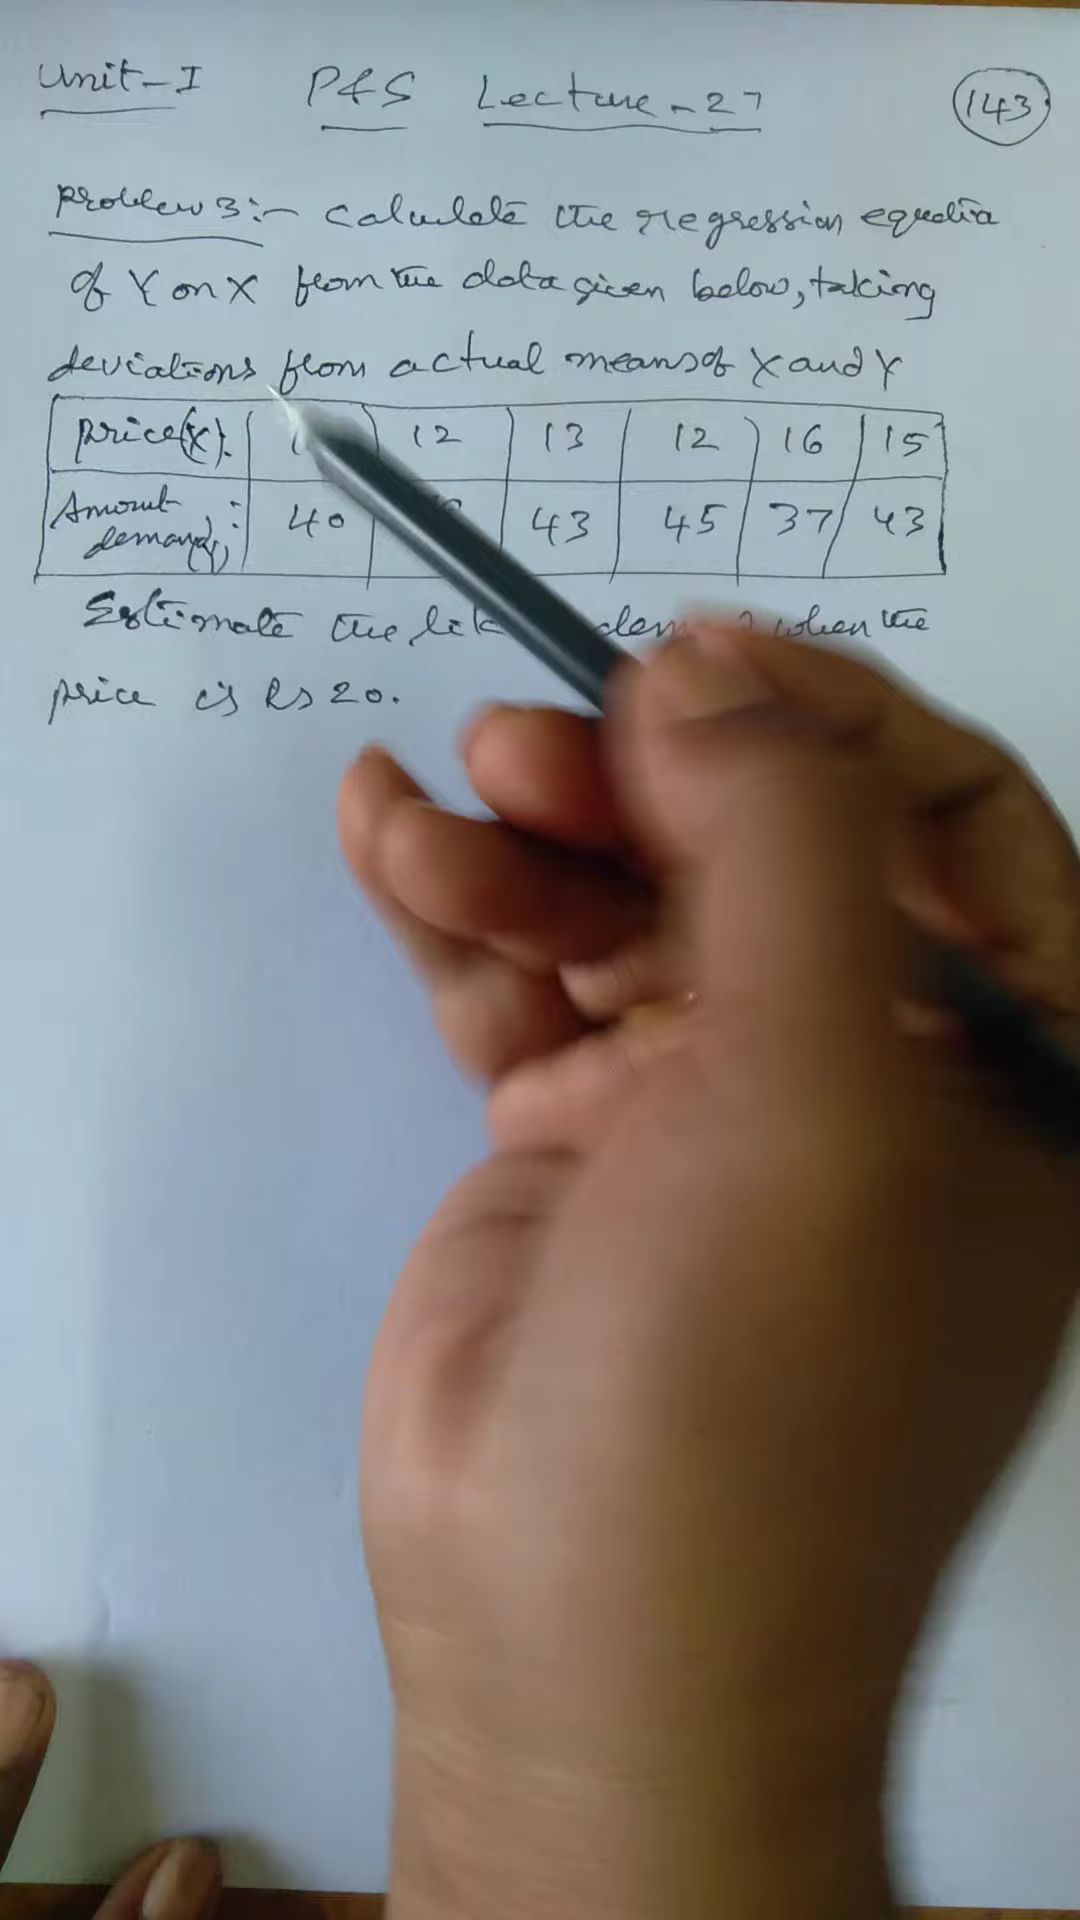 Unit-I P&S Lecture-27 143
Problem 3:- Calculate the regression equation
of Y on X from the data given below, taking
deviations from actual means of X and Y
Price(X): 12 13 12 16 15
Amount demand(Y): 40 43 45 37 43
Estimate the when the
price is Rs 20.